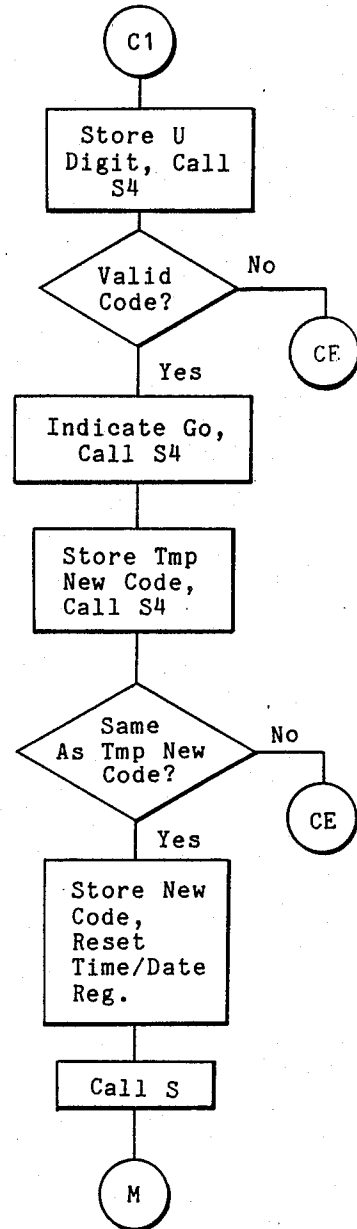 C1
Store U
Digit, Call
S4
Valid
Code?
No
CE
Yes
Indicate Go,
Call S4
Store Tmp
New Code,
Call S4
Same
As Tmp New
Code?
No
CE
Yes
Store New
Code,
Reset
Time/Date
Reg.
Call S
M